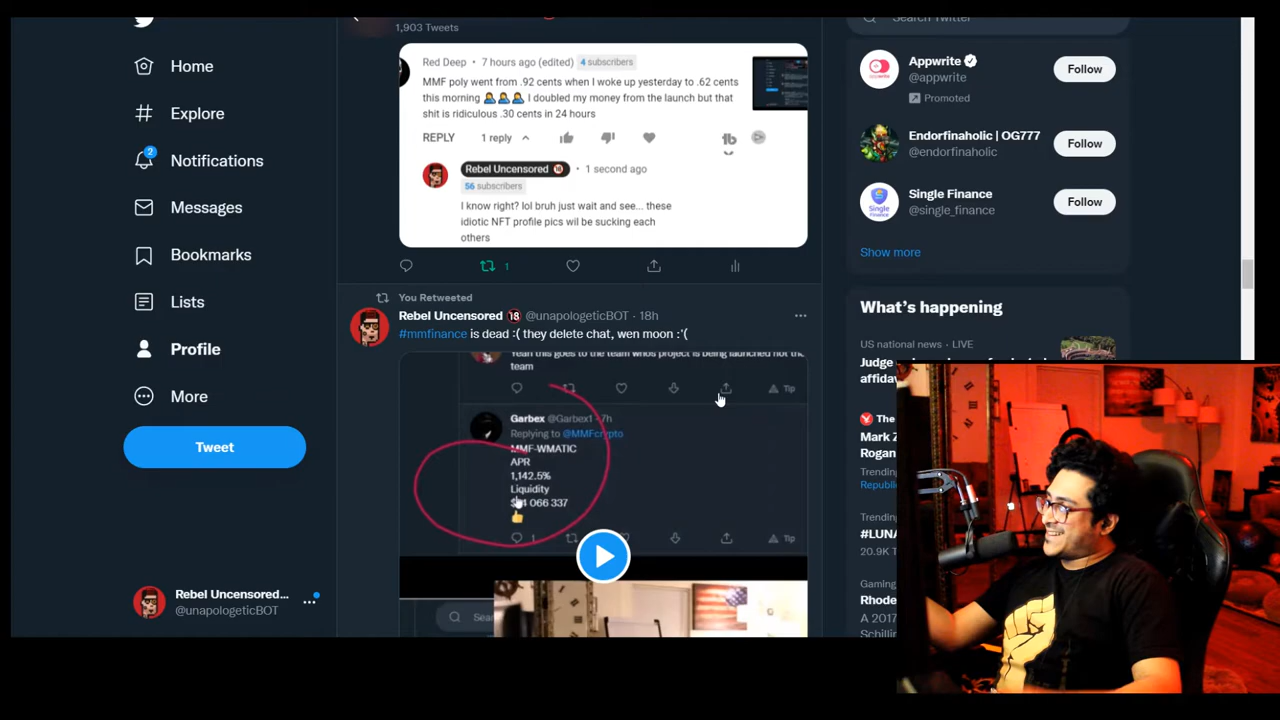 Home
Explore
2
Notifications
Messages
Bookmarks
Lists
Profile
More
Tweet
Rebel Uncensored...
@unapologeticBOT
1,903 Tweets
Red Deep • 7 hours ago (edited) 4 subscribers
MMF poly went from .92 cents when I woke up yesterday to .62 cents
this morning 🤷🤷🤷 I doubled my money from the launch but that
shit is ridiculous .30 cents in 24 hours
REPLY 1 reply
Rebel Uncensored 🔞 • 1 second ago
56 subscribers
I know right? lol bruh just wait and see... these
idiotic NFT profile pics wil be sucking each
others
1
You Retweeted
Rebel Uncensored 🔞 @unapologeticBOT · 18h
#mmfinance is dead :( they delete chat, wen moon :'(
Yeah this goes to the team whos project is being launched not the
team
Tip
Garbex @Garbex1 · 7h
Replying to @MMFcrypto
MMF-WMATIC
APR
1,142.5%
Liquidity
066 337
1
Tip
Search Twitter
Appwrite
@appwrite
Promoted
Follow
Endorfinaholic | OG777
@endorfinaholic
Follow
Single Finance
@single_finance
Follow
Show more
What's happening
US national news · LIVE
Judge
affida
The
Mark Z
Rogan
Trending
Republic
Trending
#LUNA
20.9K T
Gaming
Rhode
A 2017
Schillin